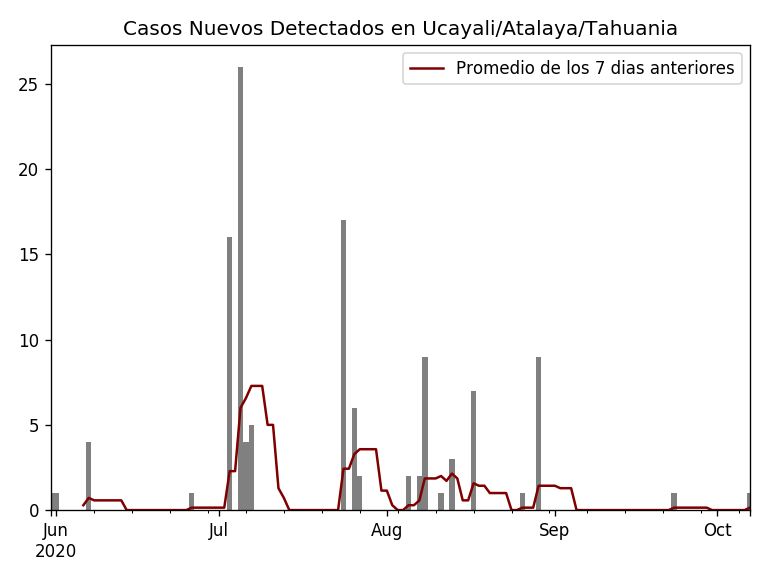 Casos Nuevos Detectados en Ucayali/Atalaya/Tahuania
Promedio de los 7 dias anteriores
25
20
15
10
5
0
Jun Jul Aug Sep Oct
2020